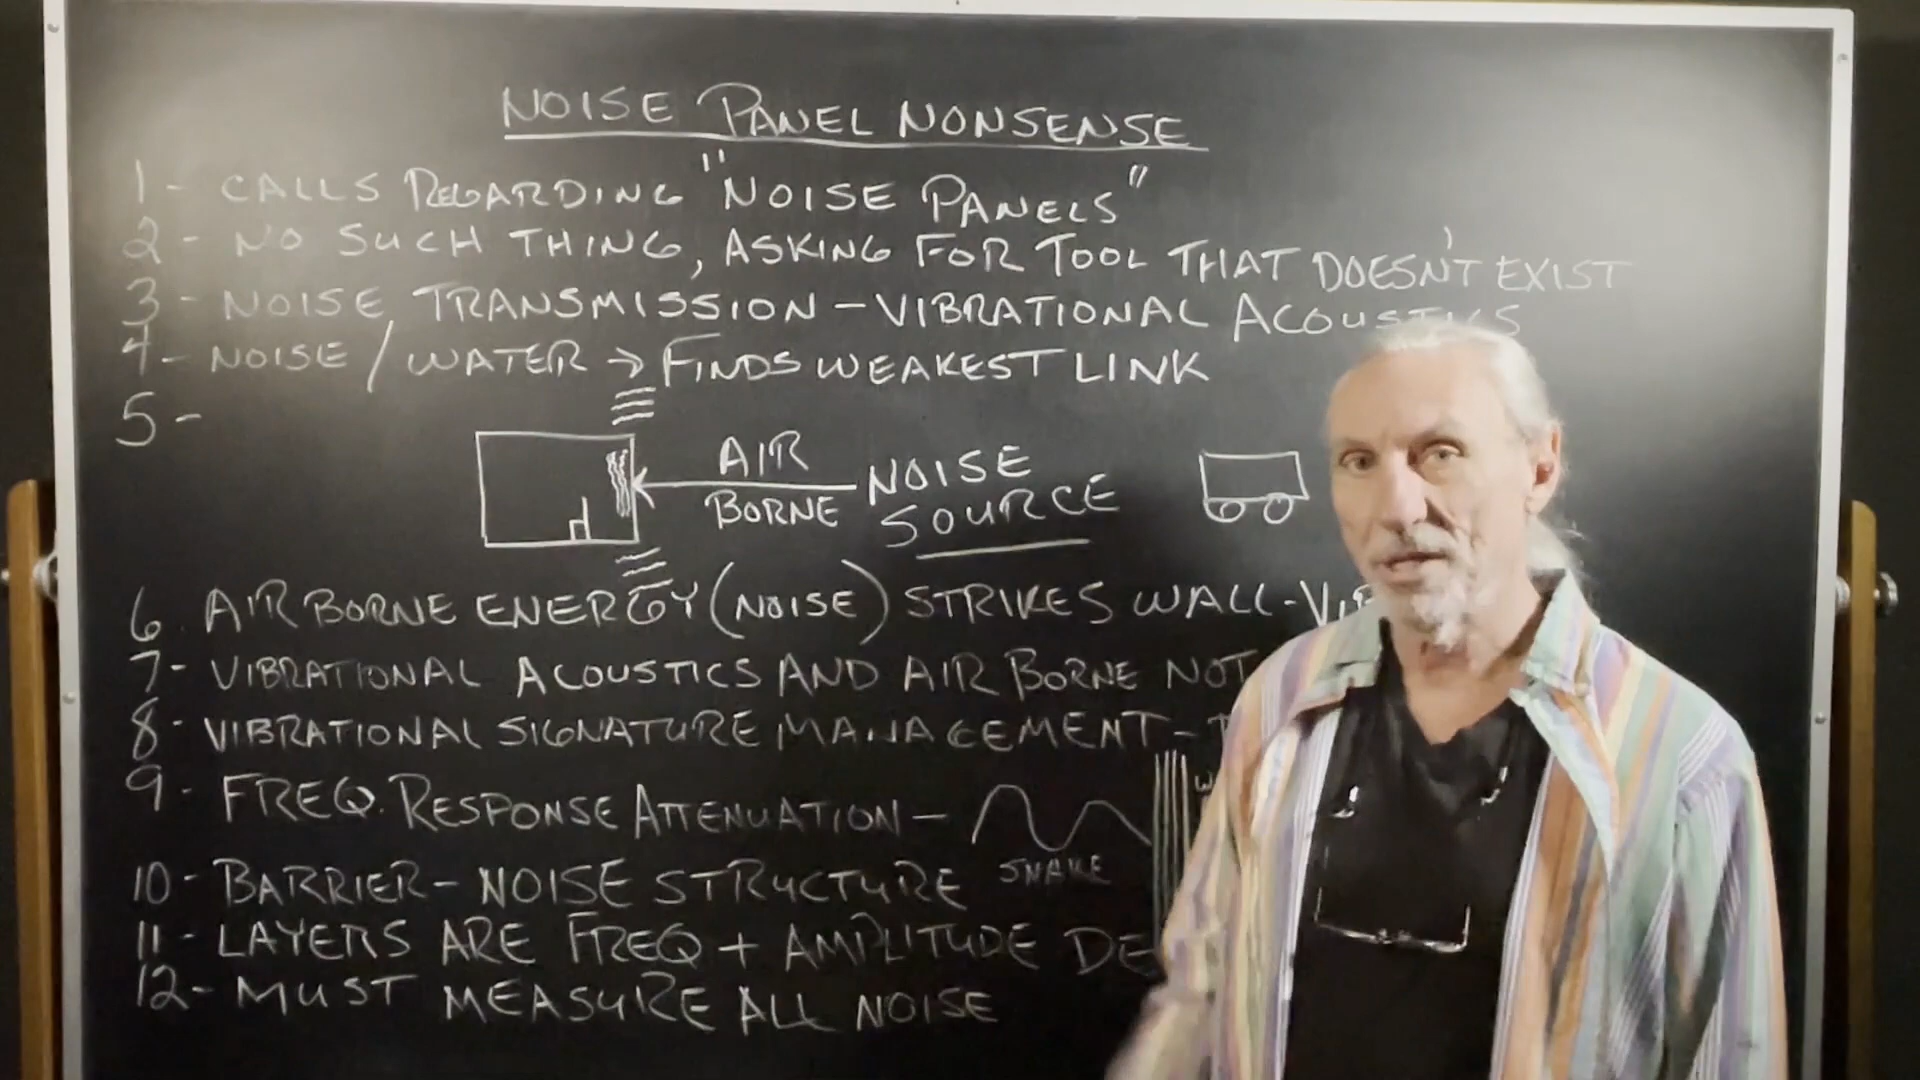 NOISE PANEL NONSENSE
1 - CALLS REGARDING "NOISE PANELS"
2 - NO SUCH THING, ASKING FOR TOOL THAT DOESN'T EXIST
3 - NOISE TRANSMISSION - VIBRATIONAL ACOUSTICS
4 - NOISE / WATER → FINDS WEAKEST LINK
5 -
AIR
BORNE
NOISE
SOURCE
6. AIR BORNE ENERGY (NOISE) STRIKES WALL - VIB
7 - VIBRATIONAL ACOUSTICS AND AIR BORNE NOT
8 - VIBRATIONAL SIGNATURE MANAGEMENT -
9 - FREQ. RESPONSE ATTENUATION -
SNAKE
10 - BARRIER - NOISE STRUCTURE
11 - LAYERS ARE FREQ + AMPLITUDE DE
12 - MUST MEASURE ALL NOISE